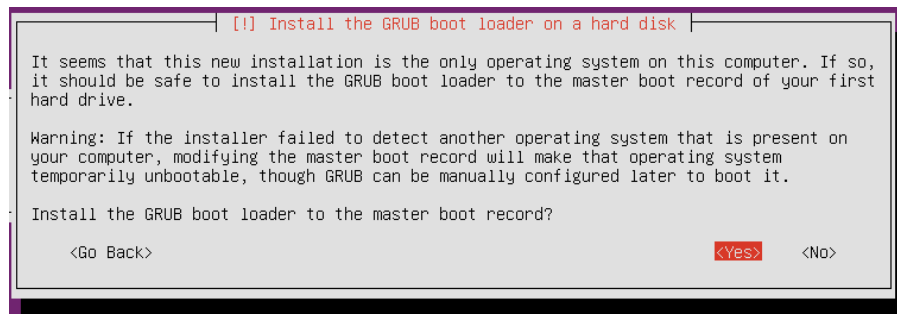 [!] Install the GRUB boot loader on a hard disk
It seems that this new installation is the only operating system on this computer. If so,
it should be safe to install the GRUB boot loader to the master boot record of your first
hard drive.
Warning: If the installer failed to detect another operating system that is present on
your computer, modifying the master boot record will make that operating system
temporarily unbootable, though GRUB can be manually configured later to boot it.
Install the GRUB boot loader to the master boot record?
<Go Back> <Yes> <No>